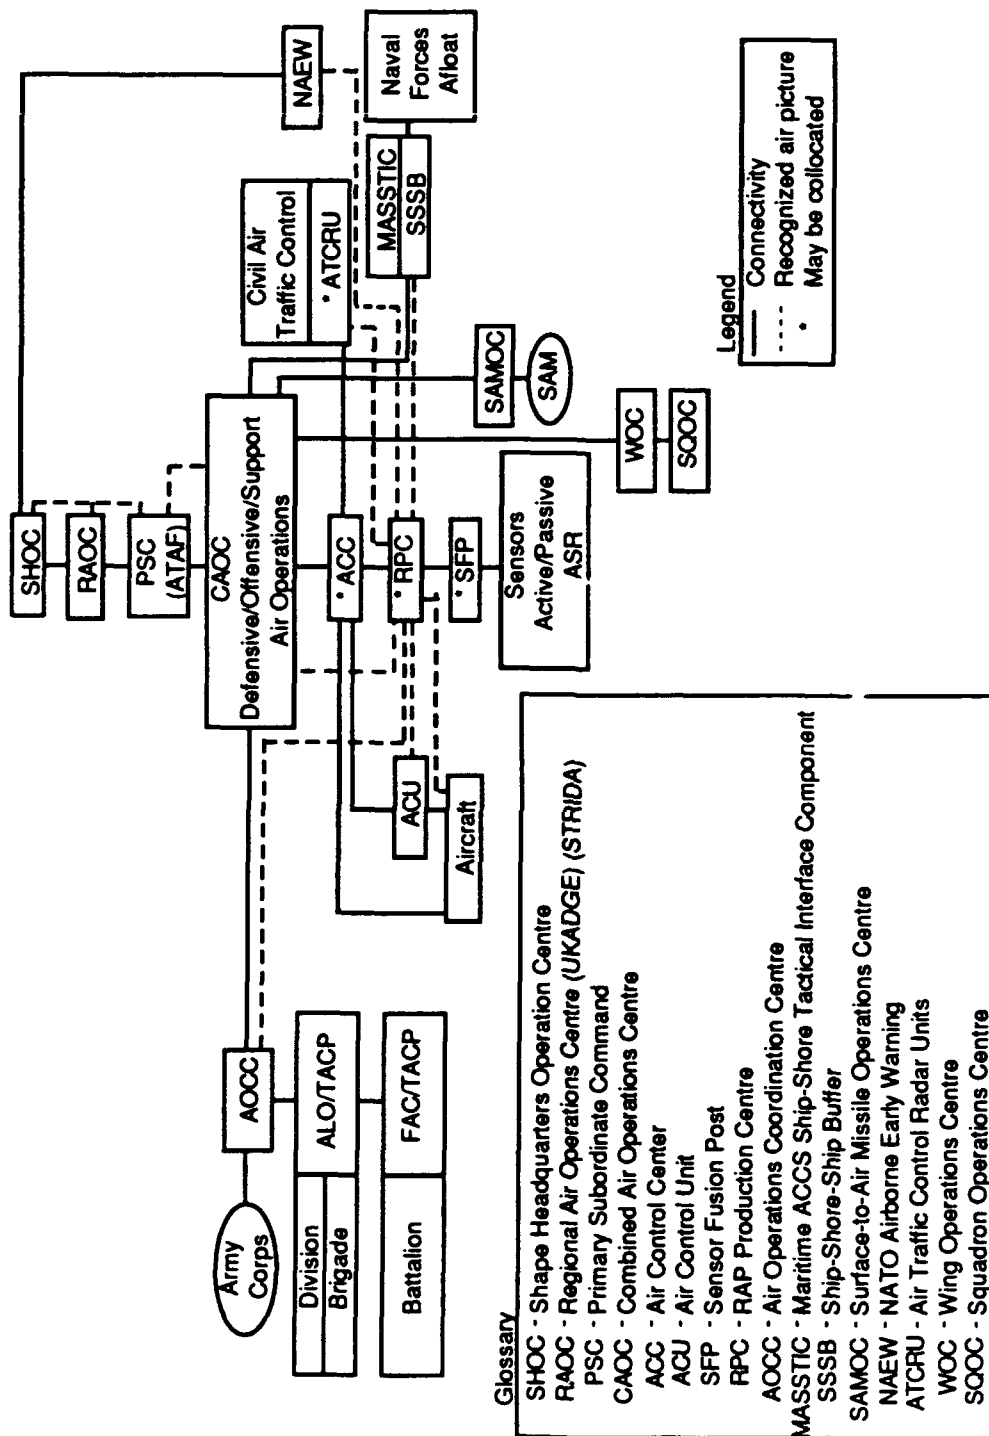 SHOC
RAOC
PSC
(ATAF)
CAOC
Defensive/Offensive/Support
Air Operations
* ACC
* RPC
* SFP
Sensors
Active/Passive
ASR
NAEW
Civil Air
Traffic Control
* ATCRU
MASSTIC
SSSB
Naval
Forces
Afloat
SAMOC
SAM
WOC
SQOC
ACU
Aircraft
AOCC
Army
Corps
Division
Brigade
ALO/TACP
Battalion
FAC/TACP
Legend
Connectivity
Recognized air picture
* May be collocated
Glossary
SHOC - Shape Headquarters Operation Centre
RAOC - Regional Air Operations Centre (UKADGE) (STRIDA)
PSC - Primary Subordinate Command
CAOC - Combined Air Operations Centre
ACC - Air Control Center
ACU - Air Control Unit
SFP - Sensor Fusion Post
RPC - RAP Production Centre
AOCC - Air Operations Coordination Centre
MASSTIC - Maritime ACCS Ship-Shore Tactical Interface Component
SSSB - Ship-Shore-Ship Buffer
SAMOC - Surface-to-Air Missile Operations Centre
NAEW - NATO Airborne Early Warning
ATCRU - Air Traffic Control Radar Units
WOC - Wing Operations Centre
SQOC - Squadron Operations Centre